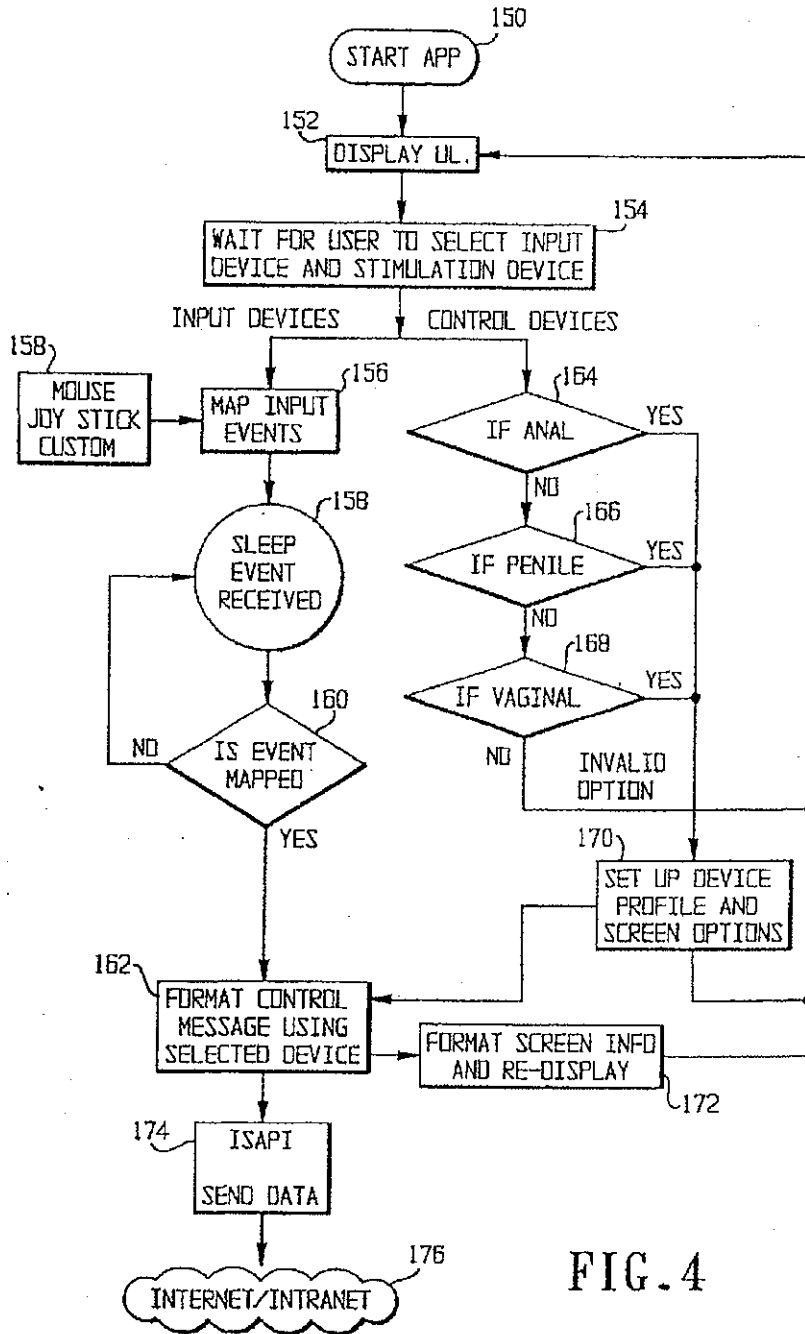 150
START APP
152
DISPLAY UI.
154
WAIT FOR USER TO SELECT INPUT
DEVICE AND STIMULATION DEVICE
INPUT DEVICES
CONTROL DEVICES
158
MOUSE
JOY STICK
CUSTOM
156
MAP INPUT
EVENTS
164
IF ANAL
YES
NO
158
SLEEP
EVENT
RECEIVED
166
IF PENILE
YES
NO
168
IF VAGINAL
YES
NO
INVALID
OPTION
160
IS EVENT
MAPPED
NO
YES
170
SET UP DEVICE
PROFILE AND
SCREEN OPTIONS
162
FORMAT CONTROL
MESSAGE USING
SELECTED DEVICE
FORMAT SCREEN INFO
AND RE-DISPLAY
172
174
ISAPI
SEND DATA
176
INTERNET/INTRANET
FIG.4